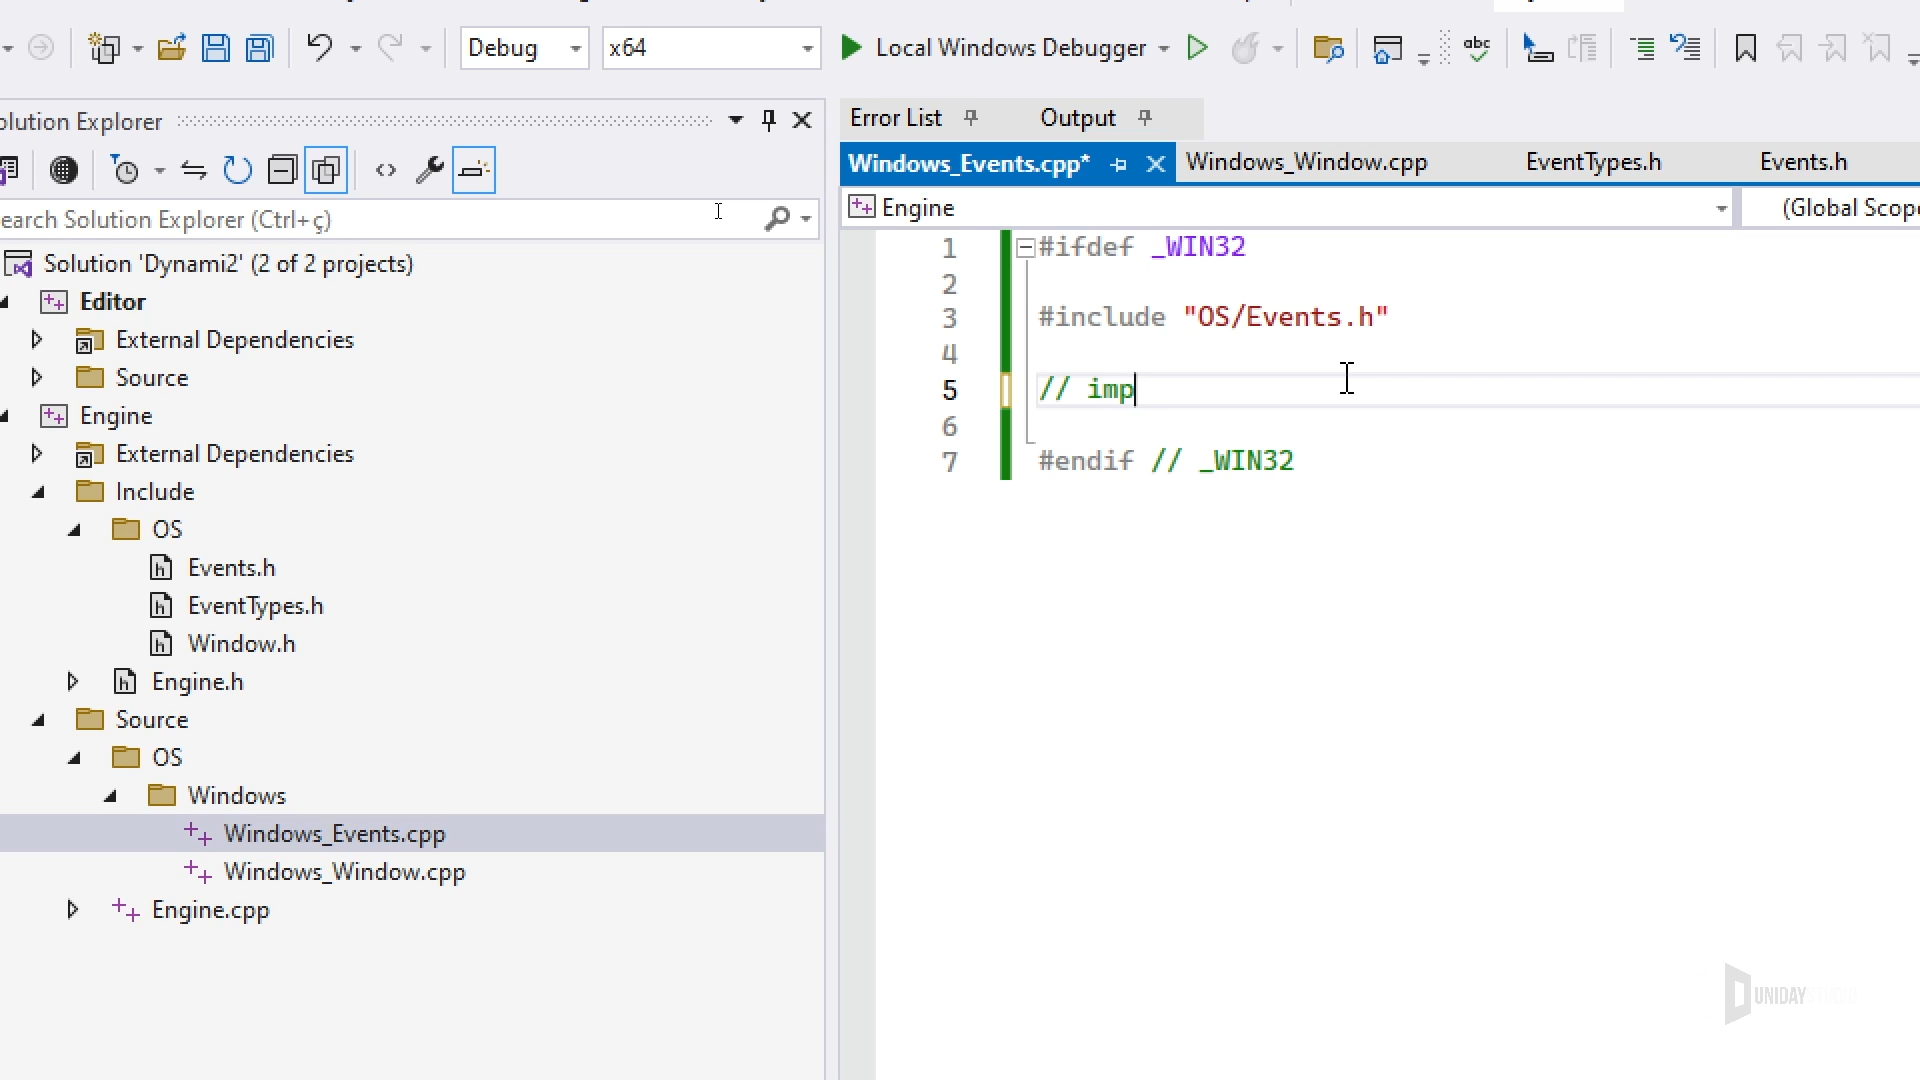 Debug
x64
Local Windows Debugger
abc
olution Explorer
earch Solution Explorer (Ctrl+ç)
Solution 'Dynami2' (2 of 2 projects)
Editor
External Dependencies
Source
Engine
External Dependencies
Include
OS
Events.h
EventTypes.h
Window.h
Engine.h
Source
OS
Windows
Windows_Events.cpp
Windows_Window.cpp
Engine.cpp
Error List
Output
Windows_Events.cpp*
Windows_Window.cpp
EventTypes.h
Events.h
Engine
(Global Scop
1 #ifdef _WIN32
2
3 #include "OS/Events.h"
4
5 // imp
6
7 #endif // _WIN32
UNIDAY